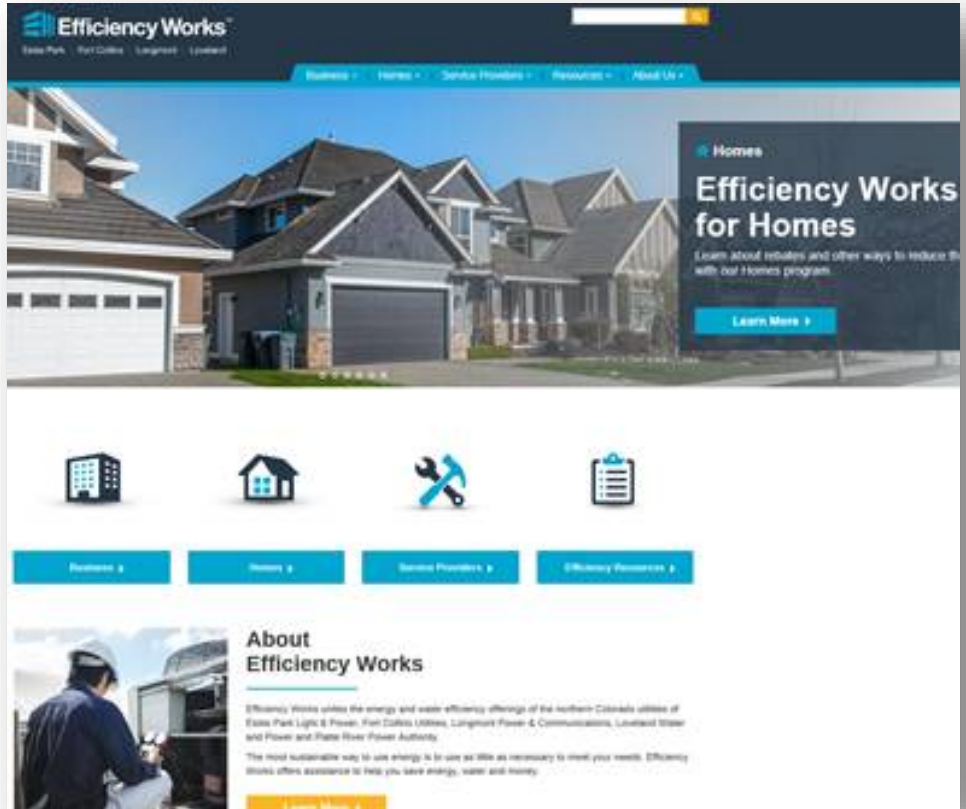 Efficiency Works™
Estes Park Fort Collins Longmont Loveland
Business Homes Service Providers Resources About Us
Homes
Efficiency Works
for Homes
Learn about rebates and other ways to reduce th
with our Homes program.
Learn More
Business
Homes
Service Providers
Efficiency Resources
About
Efficiency Works
Efficiency Works unites the energy and water efficiency offerings of the northern Colorado utilities of
Estes Park Light & Power, Fort Collins Utilities, Longmont Power & Communications, Loveland Water
and Power and Platte River Power Authority.
The most sustainable way to use energy is to use as little as necessary to meet your needs. Efficiency
Works offers assistance to help you save energy, water and money.
Learn More